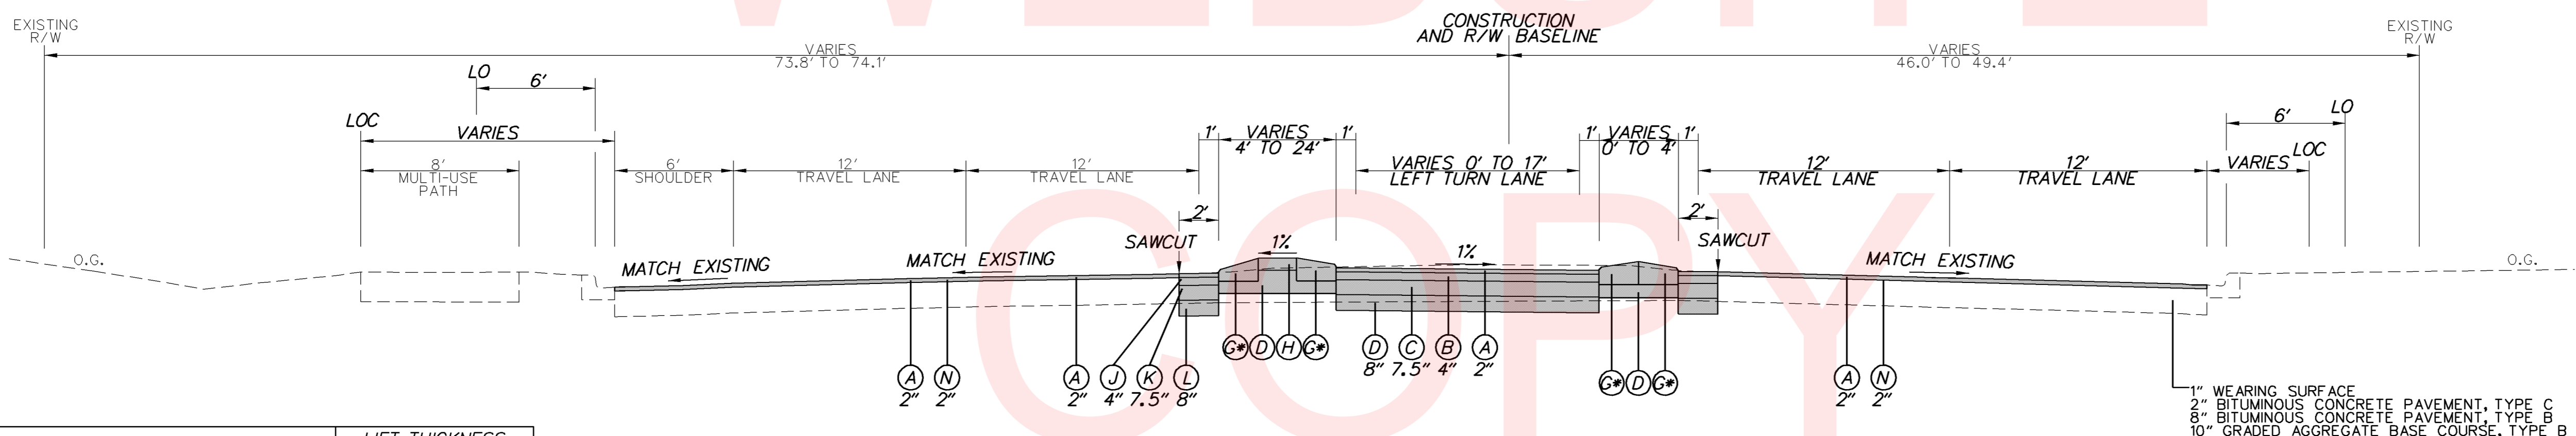 WEBSITE
COPY
EXISTING
R/W
CONSTRUCTION
AND R/W BASELINE
EXISTING
R/W
VARIES
73.8' TO 74.1'
VARIES
46.0' TO 49.4'
LO
6'
6'
LO
LOC
VARIES
1'
VARIES
4' TO 24'
1'
1'
VARIES
0' TO 4'
1'
VARIES
LOC
8'
MULTI-USE
PATH
6'
SHOULDER
12'
TRAVEL LANE
12'
TRAVEL LANE
VARIES 0' TO 17'
LEFT TURN LANE
12'
TRAVEL LANE
12'
TRAVEL LANE
2'
2'
SAWCUT
SAWCUT
1%
1%
O.G.
MATCH EXISTING
MATCH EXISTING
MATCH EXISTING
O.G.
G* D H G*
D C B A
8" 7.5" 4" 2"
G* D G*
A N A J K L
2" 2" 2" 4" 7.5" 8"
A N
2" 2"
1" WEARING SURFACE
2" BITUMINOUS CONCRETE PAVEMENT, TYPE C
8" BITUMINOUS CONCRETE PAVEMENT, TYPE B
10" GRADED AGGREGATE BASE COURSE, TYPE B
LIFT THICKNESS